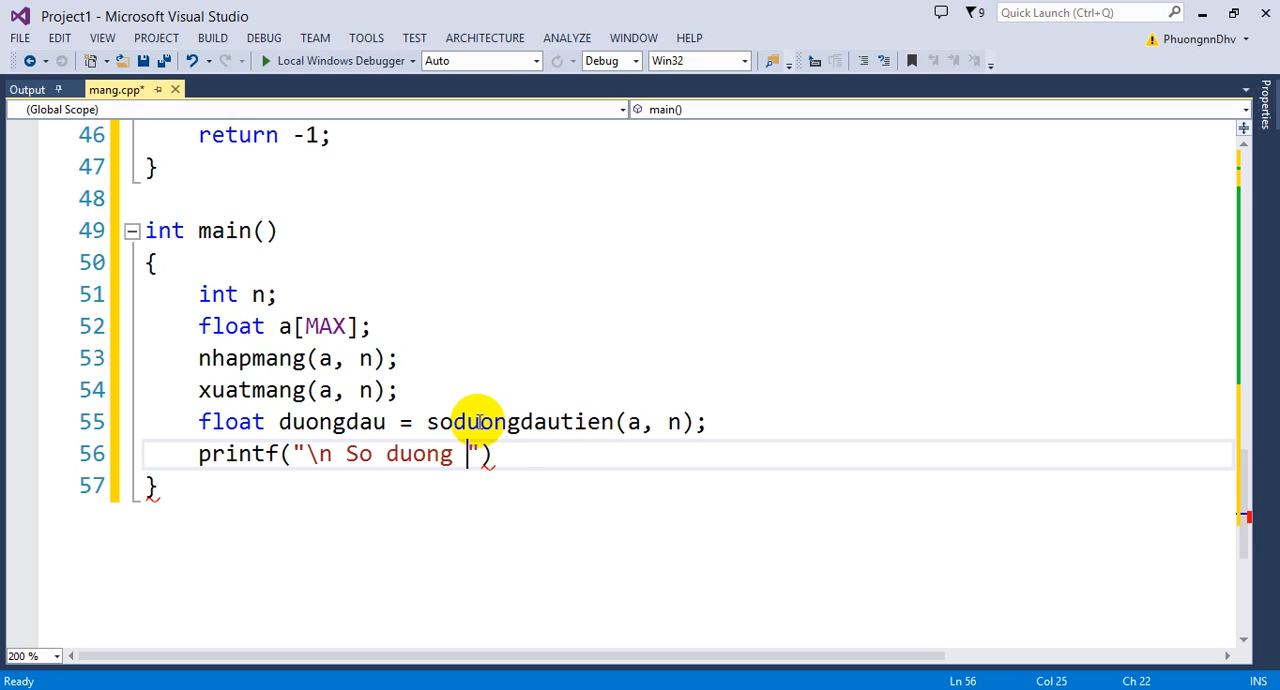 Project1 - Microsoft Visual Studio
9
Quick Launch (Ctrl+Q)
FILE EDIT VIEW PROJECT BUILD DEBUG TEAM TOOLS TEST ARCHITECTURE ANALYZE WINDOW HELP
PhuongnnDhv
Local Windows Debugger Auto Debug Win32
Output mang.cpp*
Properties
(Global Scope) main()
46 return -1;
47 }
48
49 int main()
50 {
51 int n;
52 float a[MAX];
53 nhapmang(a, n);
54 xuatmang(a, n);
55 float duongdau = soduongdautien(a, n);
56 printf("\n So duong ")
57 }
200 %
Ready Ln 56 Col 25 Ch 22 INS